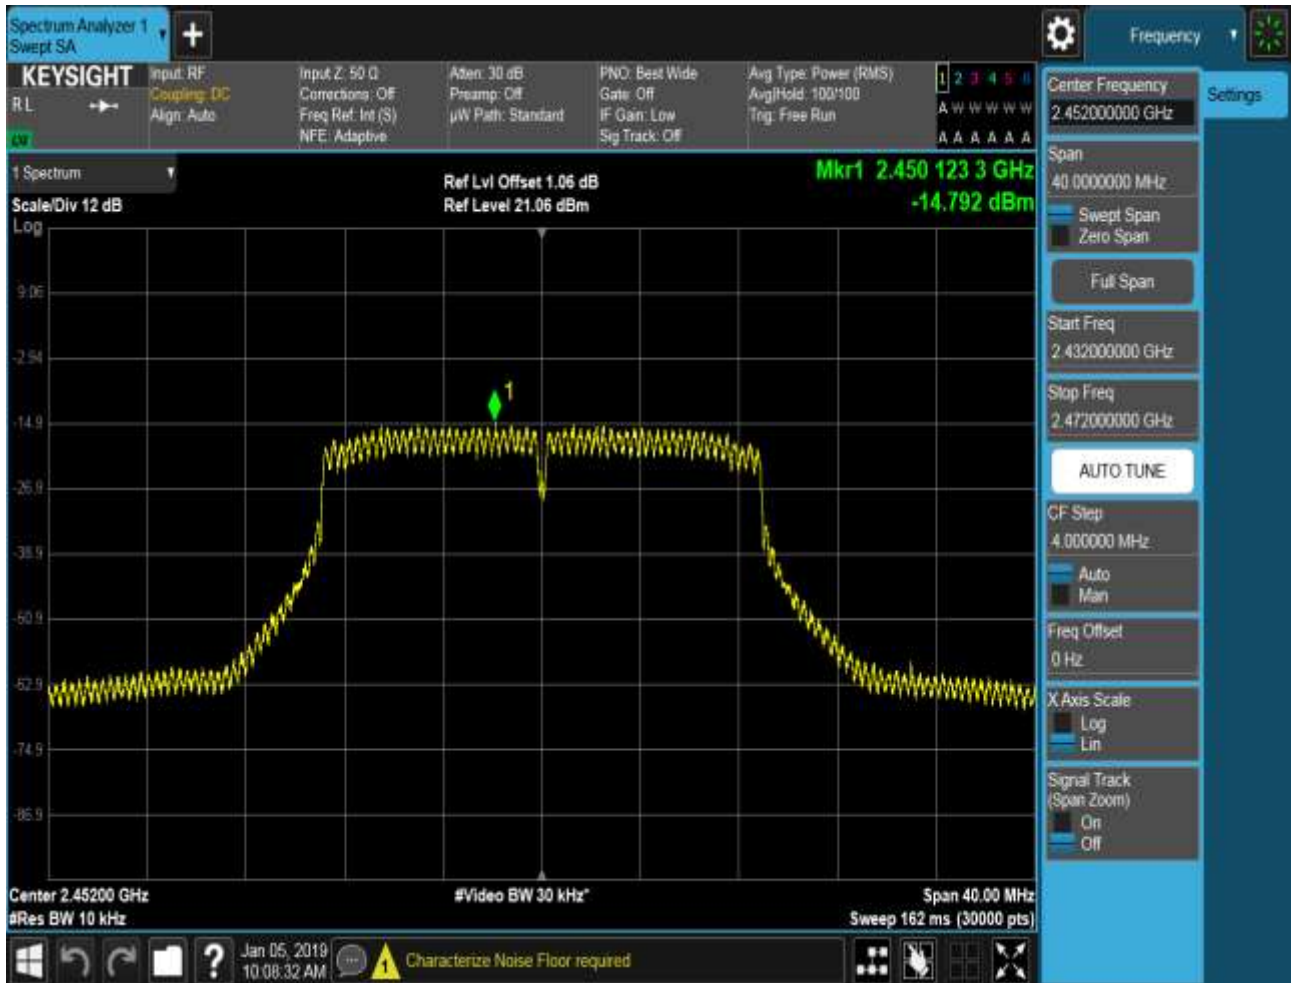 Spectrum Analyzer 1
Swept SA
+
Frequency
KEYSIGHT
R L
Input: RF
Coupling: DC
Align: Auto
Input Z: 50 Ω
Corrections: Off
Freq Ref: Int (S)
NFE: Adaptive
Atten: 30 dB
Preamp: Off
µW Path: Standard
PNO: Best Wide
Gate: Off
IF Gain: Low
Sig Track: Off
Avg Type: Power (RMS)
Avg|Hold: 100/100
Trig: Free Run
1 2 3 4 5 6
A W W W W W
A A A A A A
1 Spectrum
Scale/Div 12 dB
Log
Ref Lvl Offset 1.06 dB
Ref Level 21.06 dBm
Mkr1 2.450 123 3 GHz
-14.792 dBm
9.06
-2.94
-14.9
-26.9
-38.9
-50.9
-62.9
-74.9
-86.9
1
Center 2.45200 GHz
#Res BW 10 kHz
#Video BW 30 kHz*
Span 40.00 MHz
Sweep 162 ms (30000 pts)
Center Frequency
2.452000000 GHz
Settings
Span
40.0000000 MHz
Swept Span
Zero Span
Full Span
Start Freq
2.432000000 GHz
Stop Freq
2.472000000 GHz
AUTO TUNE
CF Step
4.000000 MHz
Auto
Man
Freq Offset
0 Hz
X Axis Scale
Log
Lin
Signal Track
(Span Zoom)
On
Off
?
Jan 05, 2019
10:08:32 AM
1
Characterize Noise Floor required